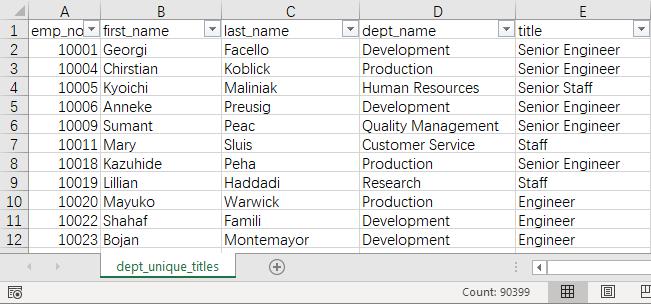 A B C D E
1 emp_no first_name last_name dept_name title
2 10001 Georgi Facello Development Senior Engineer
3 10004 Chirstian Koblick Production Senior Engineer
4 10005 Kyoichi Maliniak Human Resources Senior Staff
5 10006 Anneke Preusig Development Senior Engineer
6 10009 Sumant Peac Quality Management Senior Engineer
7 10011 Mary Sluis Customer Service Staff
8 10018 Kazuhide Peha Production Senior Engineer
9 10019 Lillian Haddadi Research Staff
10 10020 Mayuko Warwick Production Engineer
11 10022 Shahaf Famili Development Engineer
12 10023 Bojan Montemayor Development Engineer
dept_unique_titles
Count: 90399